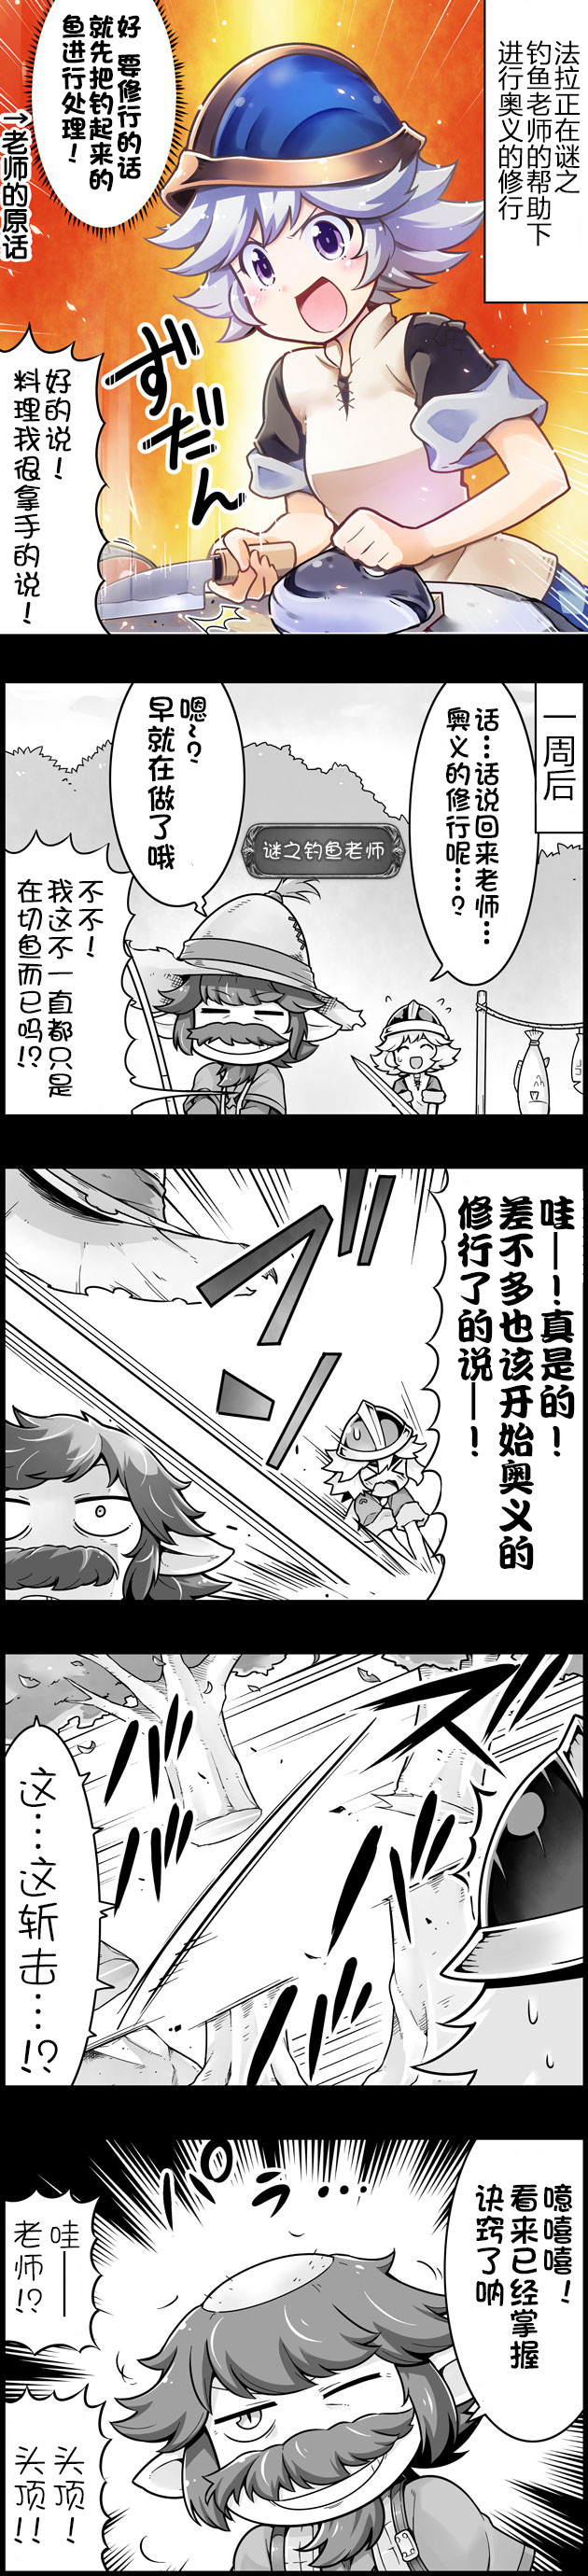 法拉正在谜之
钓鱼老师的帮助下
进行奥义的修行
好 要修行的话
就先把钓起来的
鱼进行处理！
→老师的原话
ずだん
好的说！
料理我很拿手的说！
一周后
话…话说回来老师…
奥义的修行呢…？
嗯~？
早就在做了哦
谜之钓鱼老师
不不！
我这不一直都只是
在切鱼而已吗！？
哇—！真是的！
差不多也该开始奥义的
修行了的说—！
ブン
ズ
这…这斩击…！？
噫嘻嘻！
看来已经掌握
诀窍了呐
パラ…
哇——
老师！？
头顶！
头顶！！